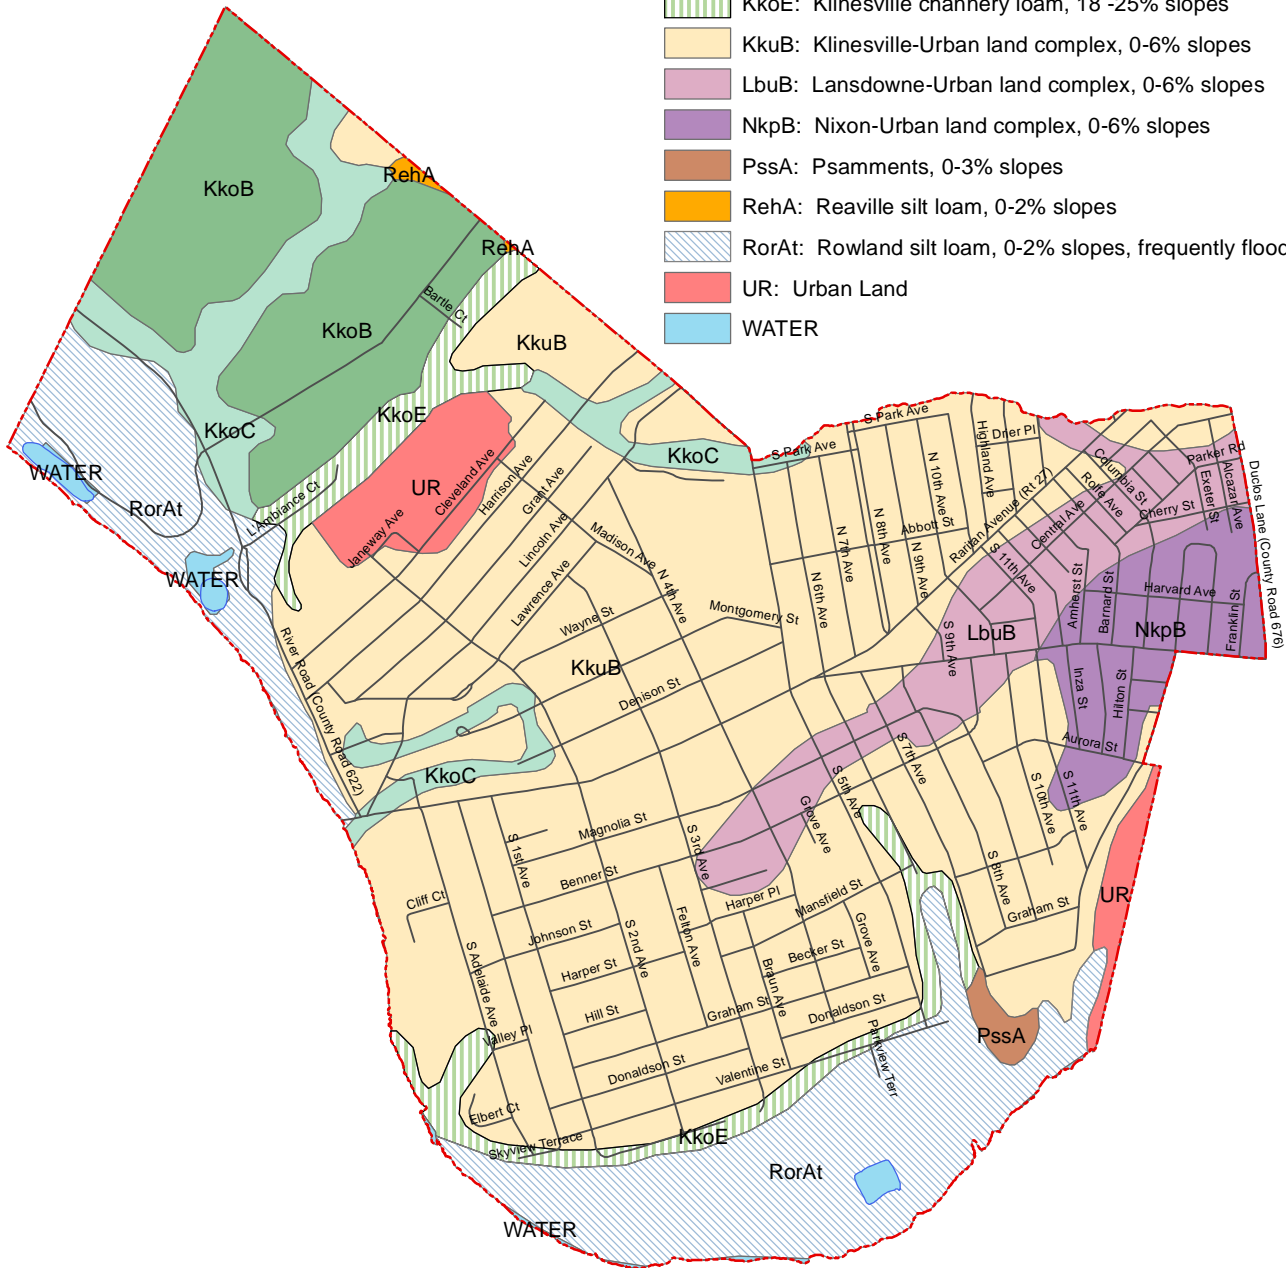 KkoE: Klinesville channery loam, 18 -25% slopes
KkuB: Klinesville-Urban land complex, 0-6% slopes
LbuB: Lansdowne-Urban land complex, 0-6% slopes
NkpB: Nixon-Urban land complex, 0-6% slopes
PssA: Psamments, 0-3% slopes
RehA: Reaville silt loam, 0-2% slopes
RorAt: Rowland silt loam, 0-2% slopes, frequently flood
UR: Urban Land
WATER
KkoB
RehA
RehA
Bartle Ct
KkoB
KkuB
KkoE
KkoC
KkoC
WATER
RorAt
WATER
UR
L'Ambiance Ct
Janeway Ave
Cleveland Ave
Harrison Ave
Grant Ave
Lincoln Ave
Lawrence Ave
Madison Ave
N 4th Ave
Wayne St
Montgomery St
KkuB
Denison St
River Road (County Road 622)
KkoC
S Park Ave
S Park Ave
Highland Ave
Drier Pl
N 10th Ave
Abbott St
N 9th Ave
N 8th Ave
N 7th Ave
N 6th Ave
Raritan Avenue (Rt 27)
Columbia St
Rolfe Ave
Central Ave
Cherry St
Parker Rd
Exeter St
Alcazar Ave
Duclos Lane (County Road 676)
S 11th Ave
Amherst St
Barnard St
Harvard Ave
Franklin St
NkpB
LbuB
S 9th Ave
Inza St
Hilton St
Aurora St
S 7th Ave
S 5th Ave
S 10th Ave
S 11th Ave
Grove Ave
Magnolia St
S 1st Ave
S 3rd Ave
Benner St
Cliff Ct
Harper Pl
Mansfield St
S 8th Ave
Graham St
UR
Johnson St
S 2nd Ave
Felton Ave
Becker St
Grove Ave
Harper St
S Adelaide Ave
Braun Ave
Hill St
Graham St
Donaldson St
Valley Pl
Parkview Terr
PssA
Donaldson St
Valentine St
Elbert Ct
Skyview Terrace
KkoE
RorAt
WATER